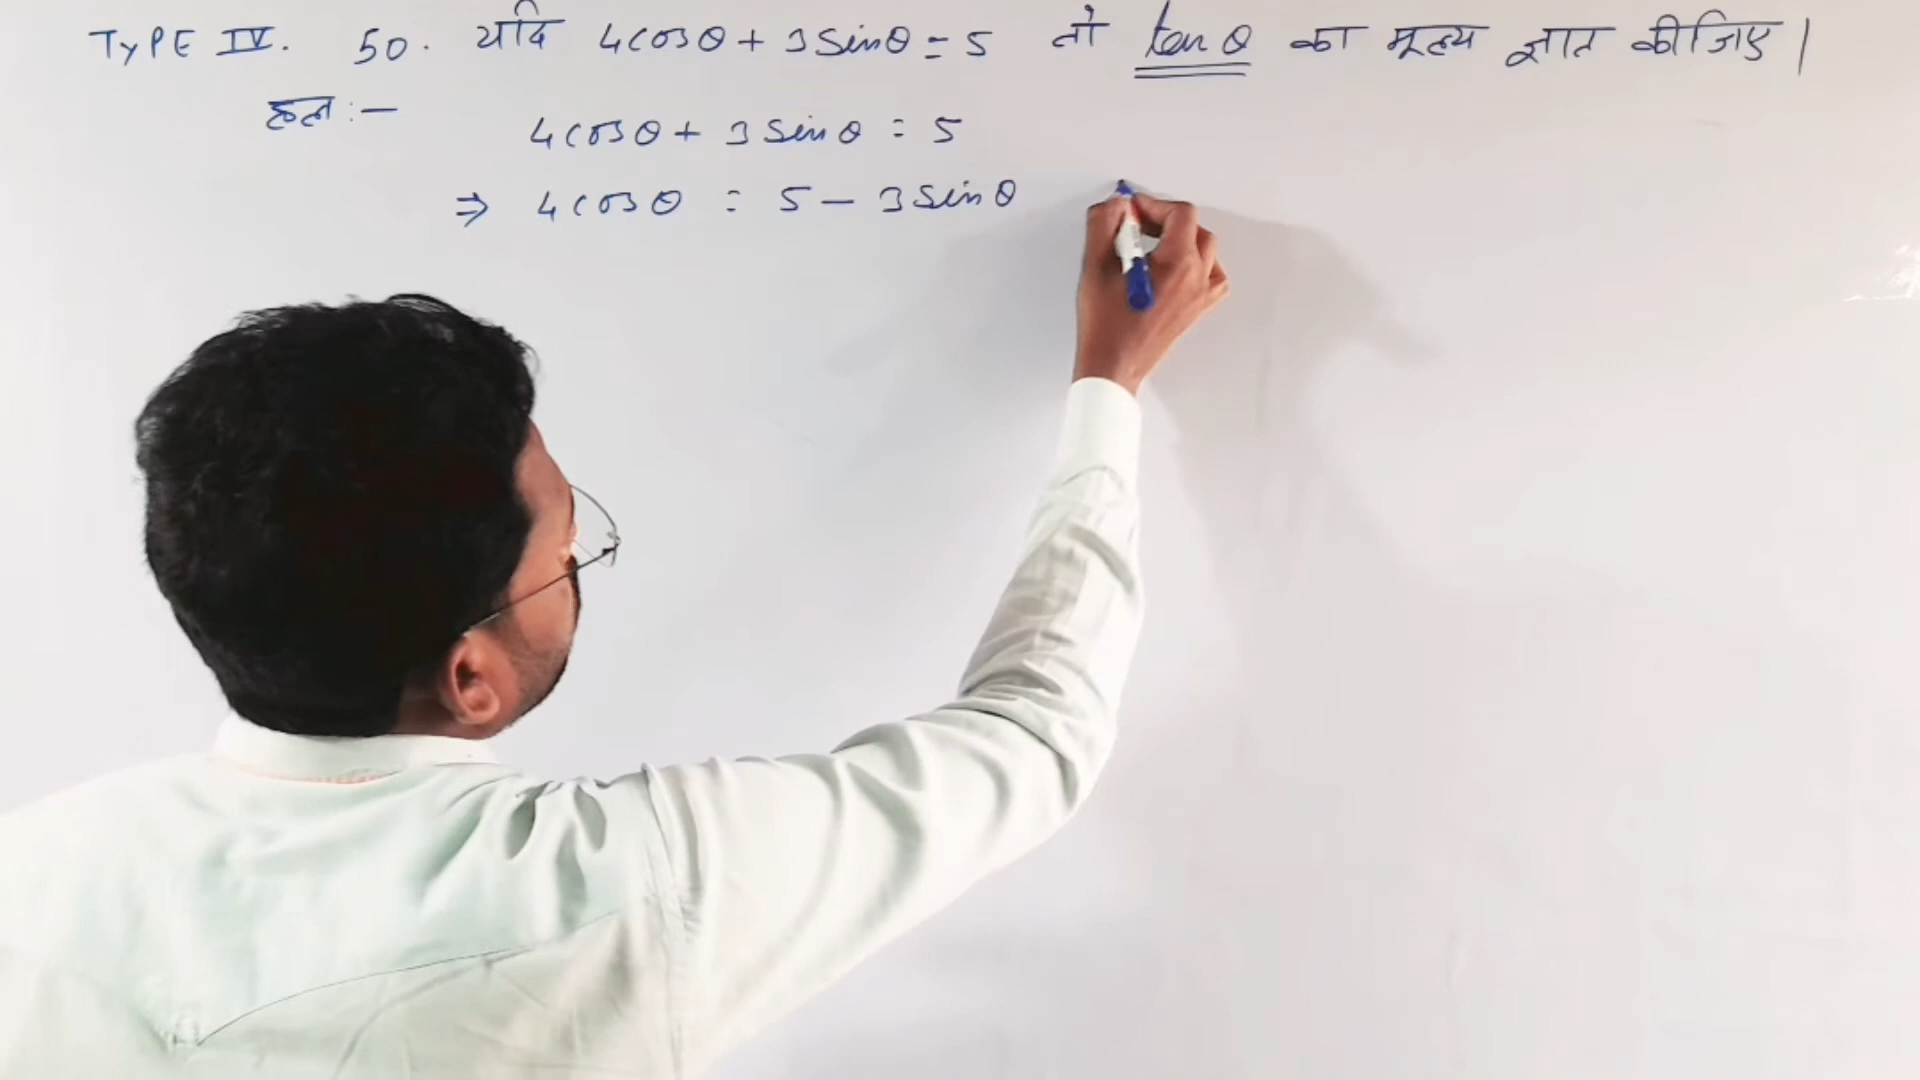 TYPE IV. 50. यदि 4cosθ + 3sinθ = 5 तो tanθ का मूल्य ज्ञात कीजिए।
हल :-
4cosθ + 3sinθ = 5
⇒ 4cosθ = 5 - 3sinθ